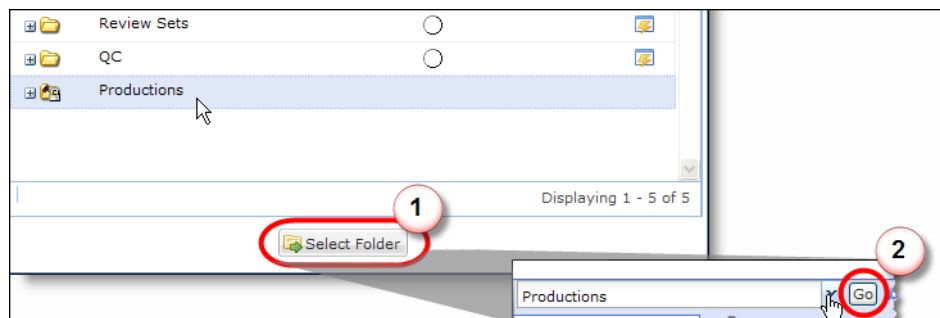 Review Sets
QC
Productions
Displaying 1 - 5 of 5
1
Select Folder
2
Productions
Go